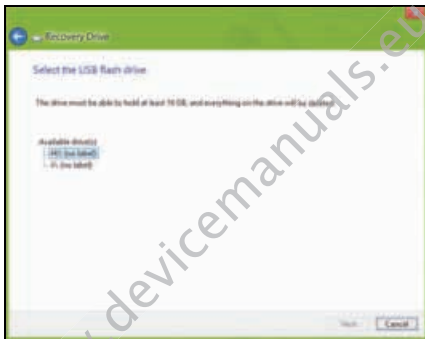 Recovery Drive
Select the USB flash drive
The drive must be able to hold at least 16 GB, and everything on the drive will be deleted.
Available drive(s)
(no label)
(no label)
Next
Cancel
devicemanuals.eu